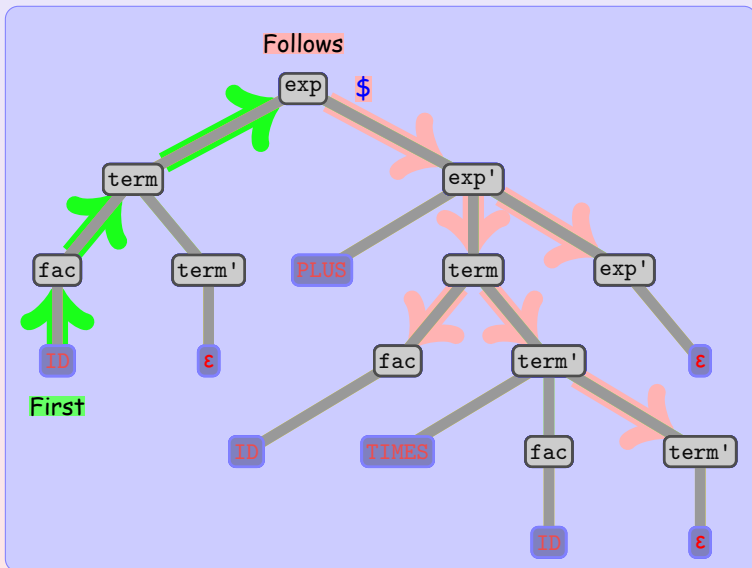 Follows
exp $
term exp'
fac term' PLUS term exp'
ID ε fac term' ε
First
ID TIMES fac term'
ID ε